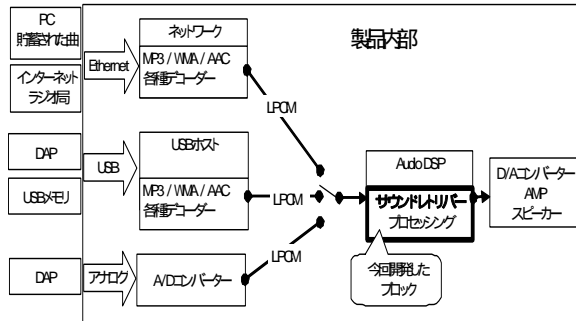 PC
貯蓄された曲
インターネット
ラジオ局
Ethernet
ネットワーク
MP3 / WMA / AAC
各種デコーダー
製品内部
LPCM
DAP
USBメモリ
USB
USBホスト
MP3 / WMA / AAC
各種デコーダー
LPCM
Audio DSP
サウンドレトリバー
プロセッシング
D/Aコンバーター
AMP
スピーカー
DAP
アナログ
A/Dコンバーター
LPCM
今回開発した
ブロック